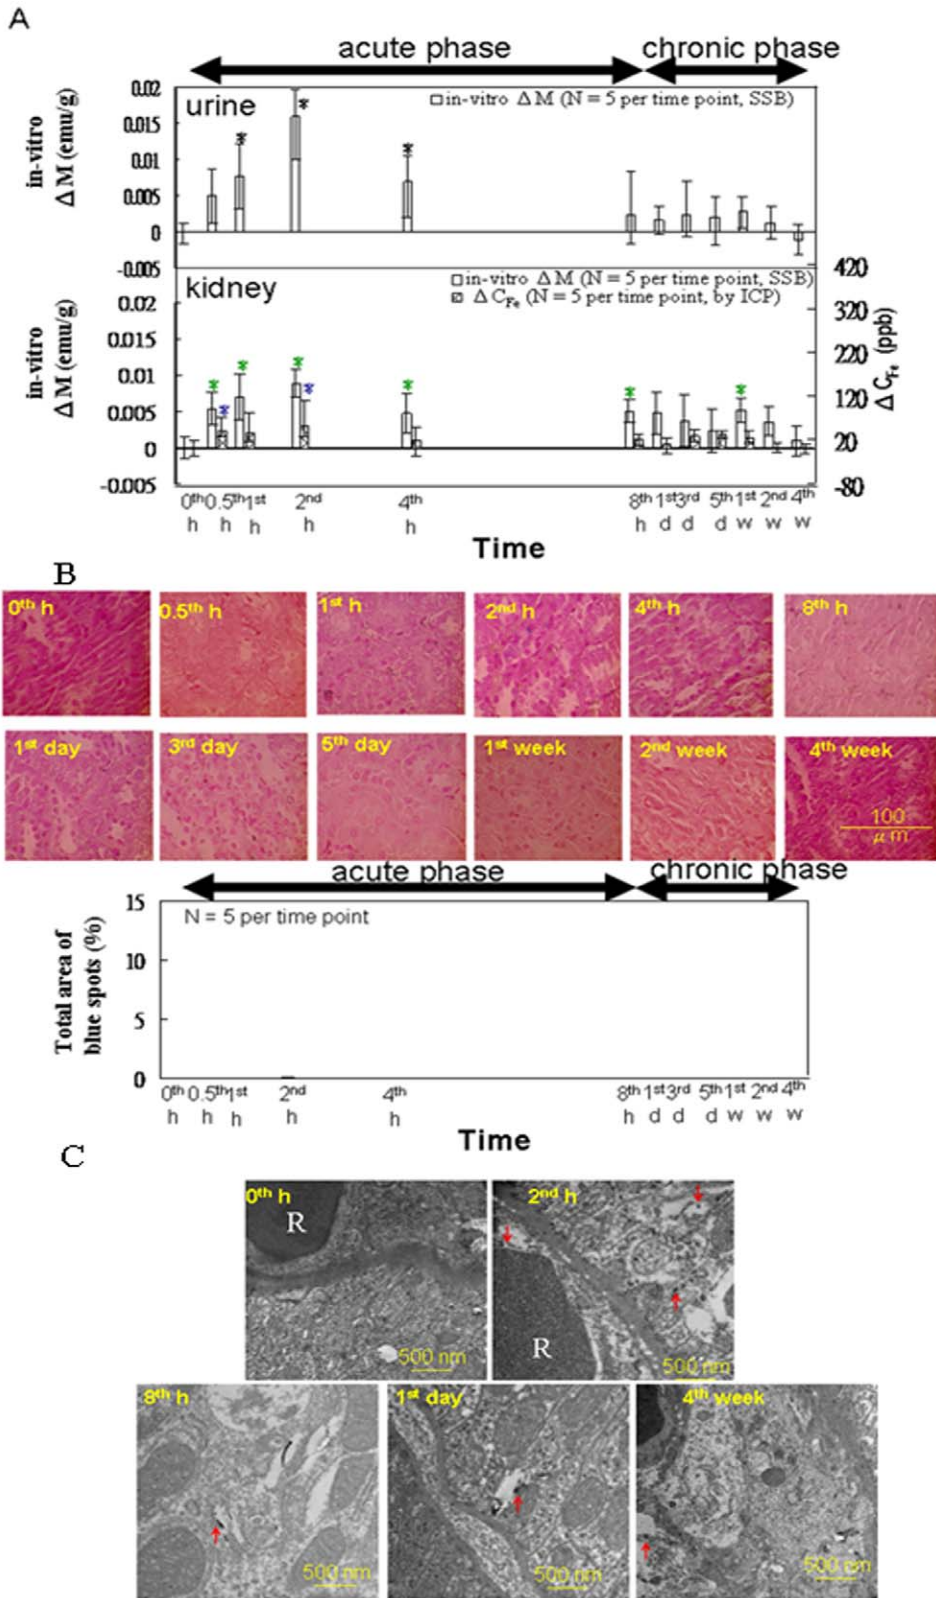 A
acute phase chronic phase
urine
□ in-vitro Δ M (N = 5 per time point, SSB)
in-vitro
Δ M (emu/g)
0.02
0.015
0.01
0.005
0
-0.005
* * *
kidney
□ in-vitro Δ M (N = 5 per time point, SSB)
Δ C_Fe (N = 5 per time point, by ICP)
in-vitro
Δ M (emu/g)
0.02
0.015
0.01
0.005
0
-0.005
* * * * * * * *
420
320
220
120
20
-80
Δ C_Fe (ppb)
0th 0.5th 1st 2nd 4th 8th 1st 3rd 5th 1st 2nd 4th
h h h h h h d d d w w w
Time
B
0th h 0.5th h 1st h 2nd h 4th h 8th h
1st day 3rd day 5th day 1st week 2nd week 4th week
100
μm
acute phase chronic phase
N = 5 per time point
Total area of
blue spots (%)
15
10
5
0
0th 0.5th 1st 2nd 4th 8th 1st 3rd 5th 1st 2nd 4th
h h h h h h d d d w w w
Time
C
0th h 2nd h
R R
500 nm 500 nm
8th h 1st day 4th week
500 nm 500 nm 500 nm